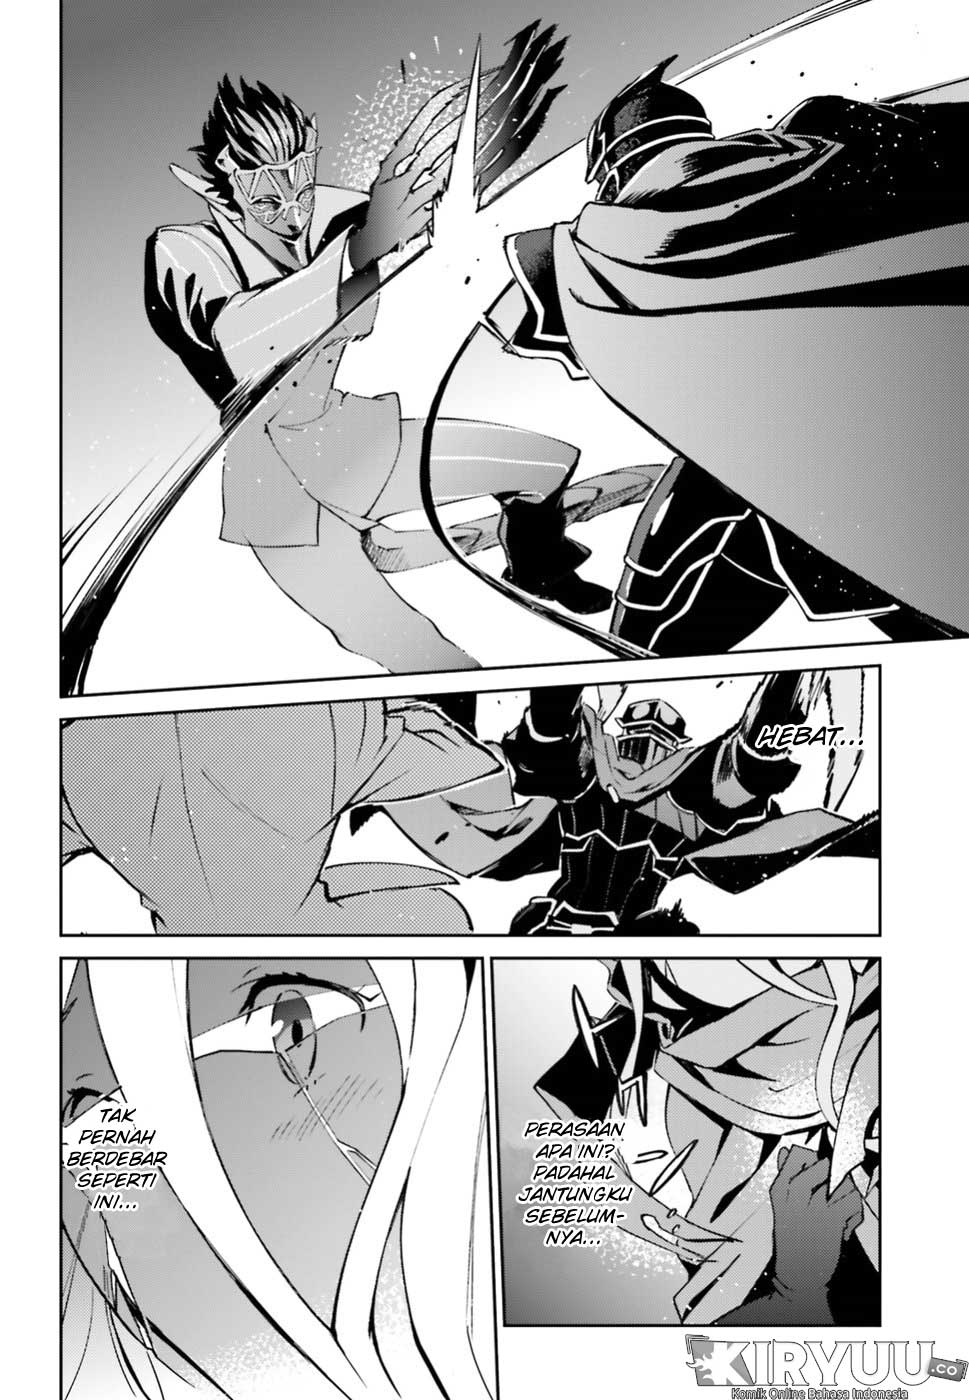 HEBAT...
PERASAAN
APA INI?
PADAHAL
JANTUNGKU
SEBELUM-
NYA...
TAK
PERNAH
BERDEBAR
SEPERTI
INI...
KIRYUU.co
Komik Online Bahasa Indonesia